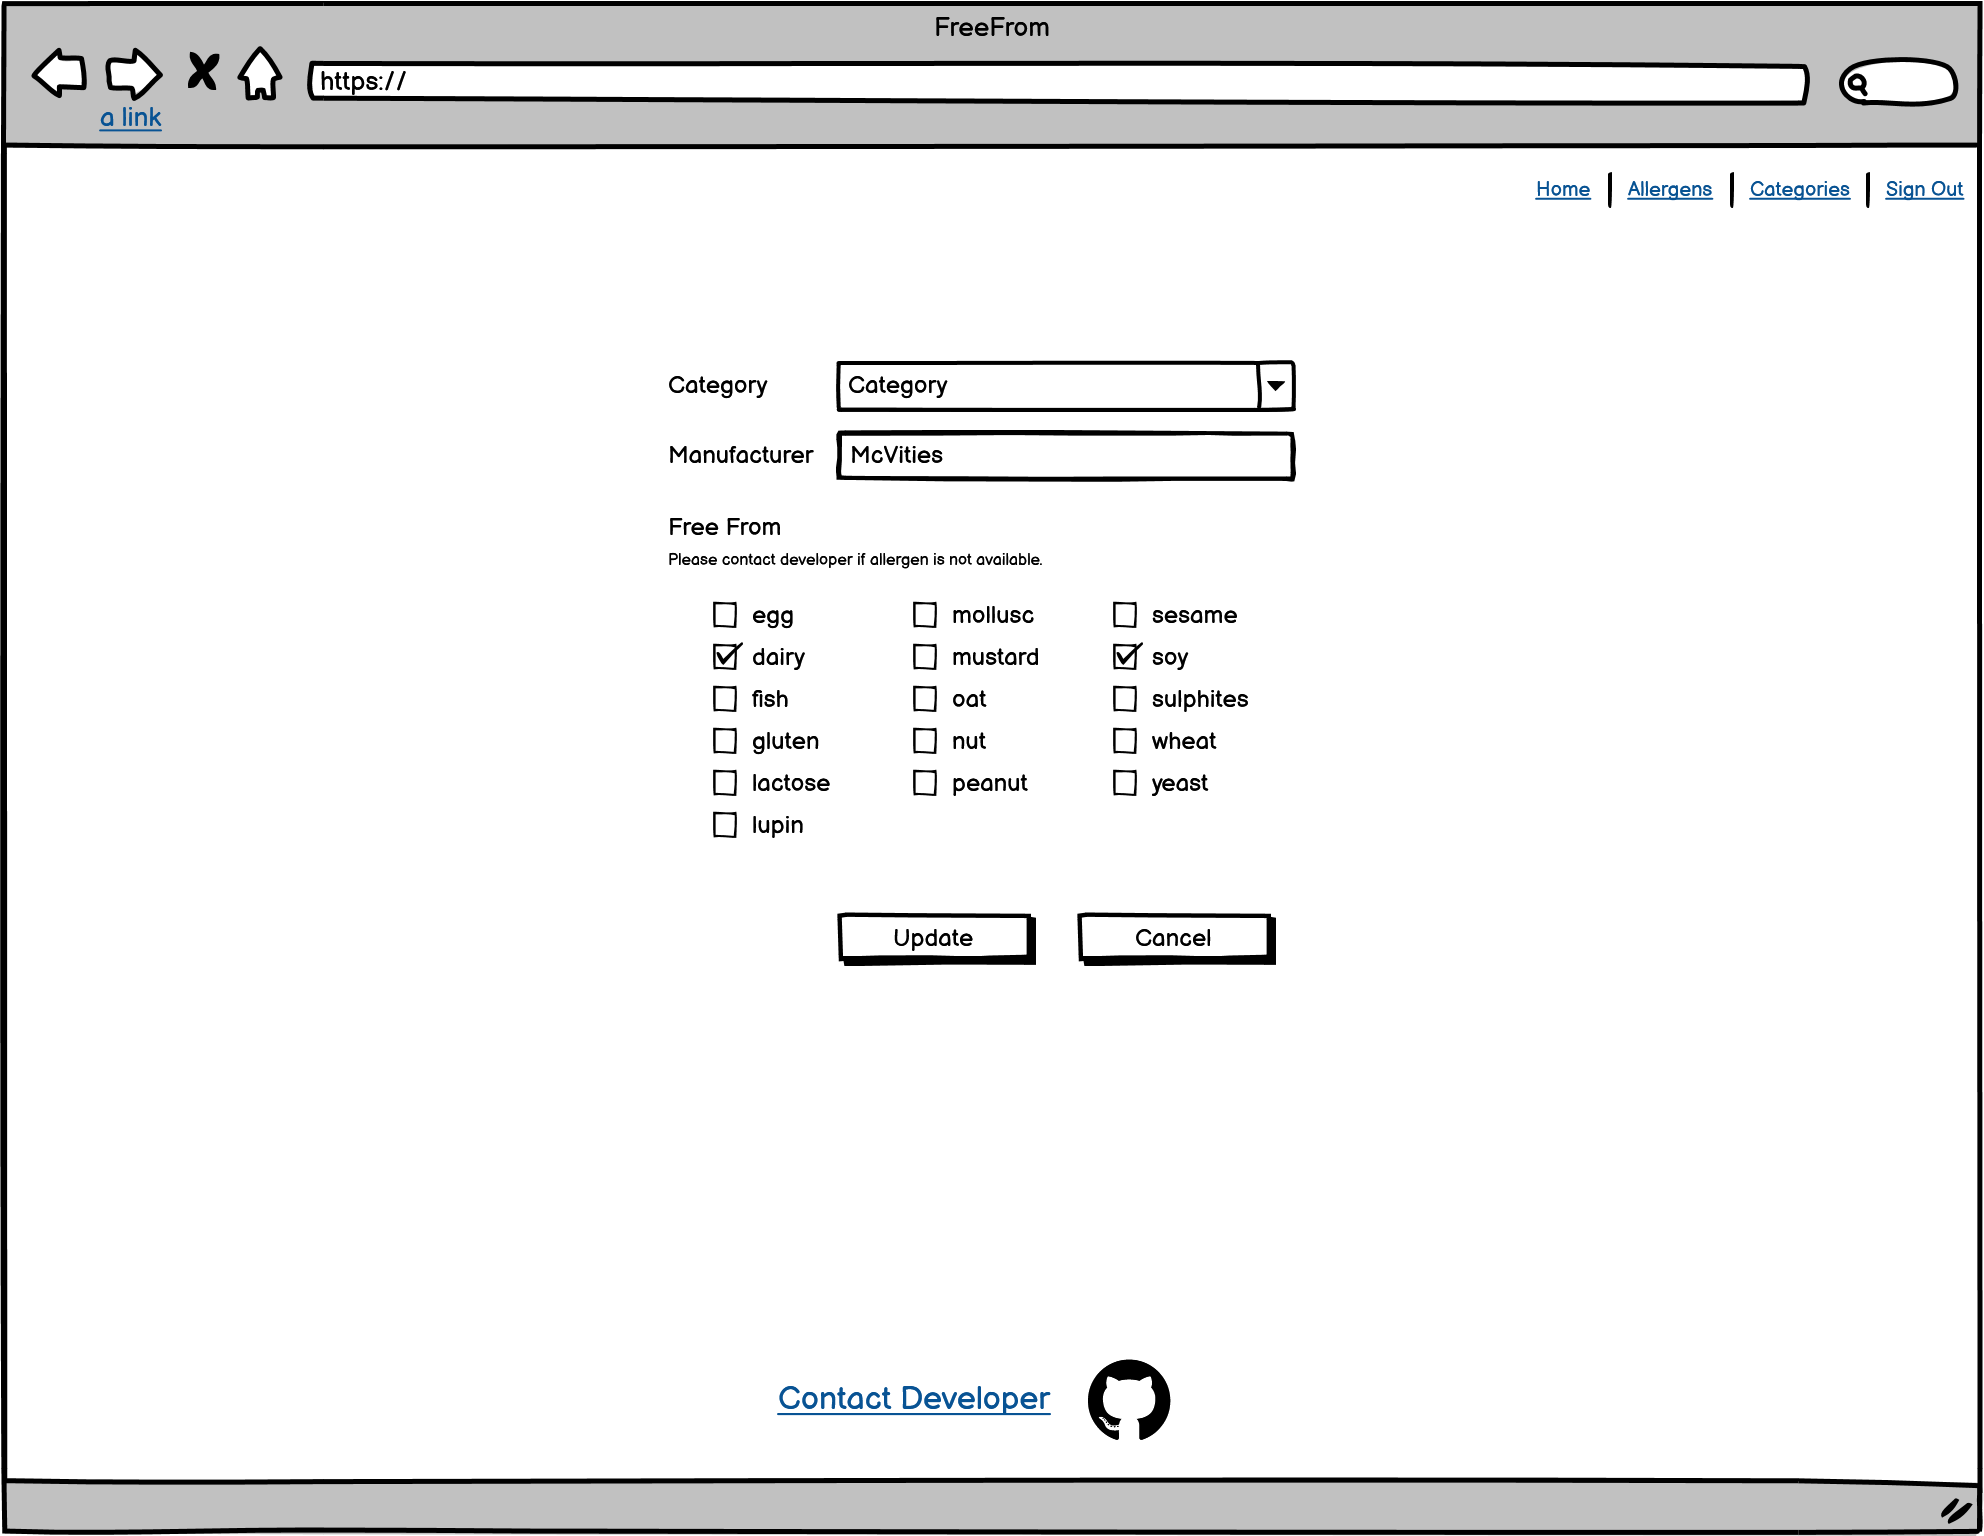 FreeFrom
https://
a link
Home Allergens Categories Sign Out
Category Category
Manufacturer McVities
Free From
Please contact developer if allergen is not available.
egg mollusc sesame
dairy mustard soy
fish oat sulphites
gluten nut wheat
lactose peanut yeast
lupin
Update Cancel
Contact Developer